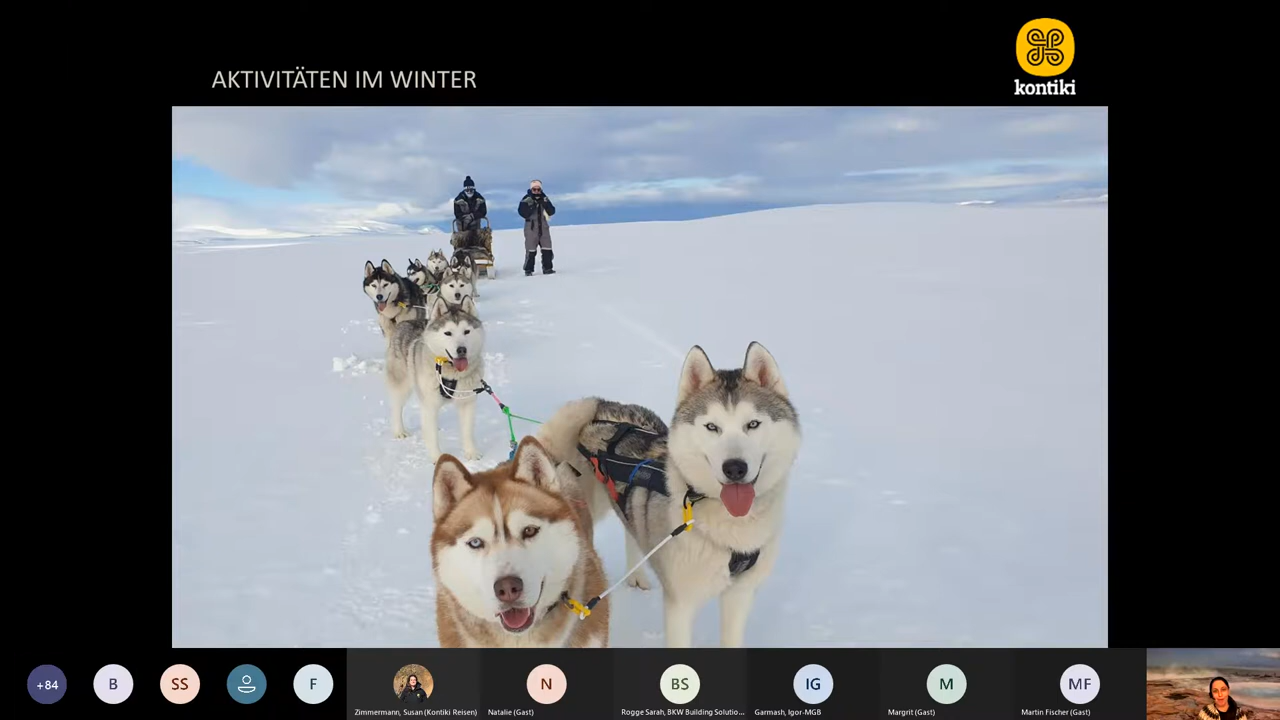 AKTIVITÄTEN IM WINTER
kontiki
+84
B
SS
F
N
BS
IG
M
MF
Zimmermann, Susan (Kontiki Reisen)
Natalie (Gast)
Rogge Sarah, BKW Building Solutio...
Garmash, Igor-MGB
Margrit (Gast)
Martin Fischer (Gast)